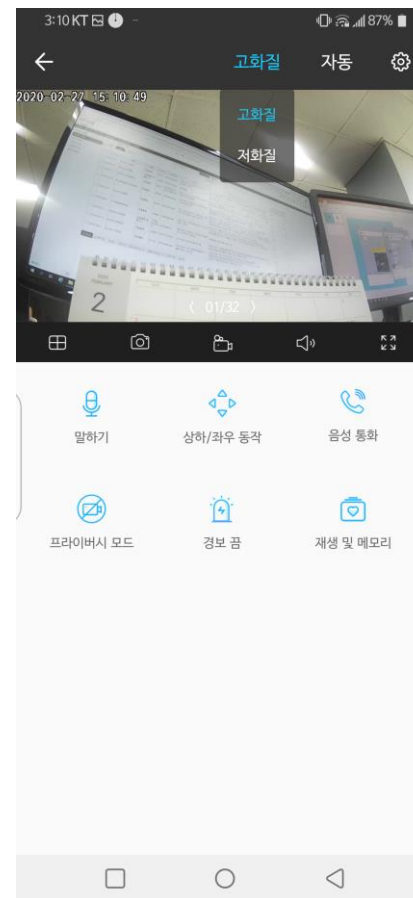 3:10 KT 87%
고화질 자동
2020-02-27 15:10:49
고화질
저화질
2
01/32
말하기 상하/좌우 동작 음성 통화
프라이버시 모드 경보 끔 재생 및 메모리